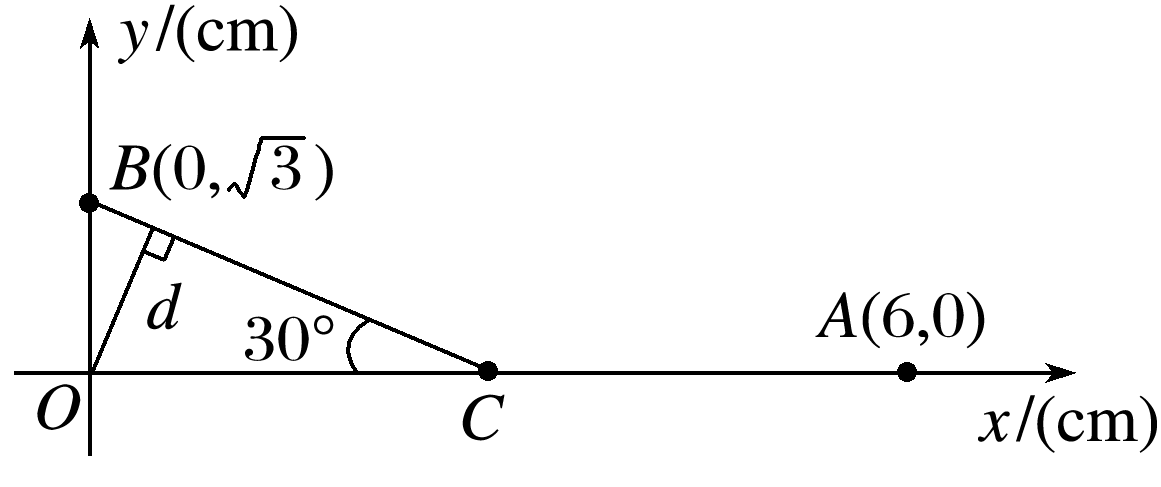 y/(cm)
B(0,√3)
d
30°
A(6,0)
O
C
x/(cm)